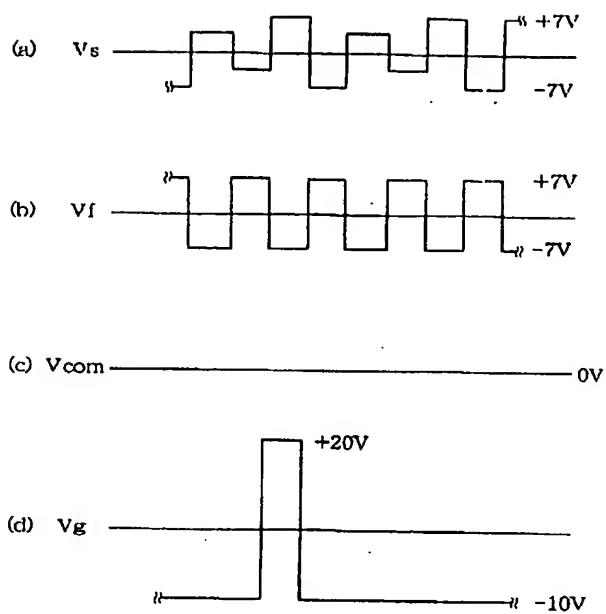 (a) Vs +7V
-7V
(b) Vf +7V
-7V
(c) Vcom 0V
+20V
(d) Vg
-10V